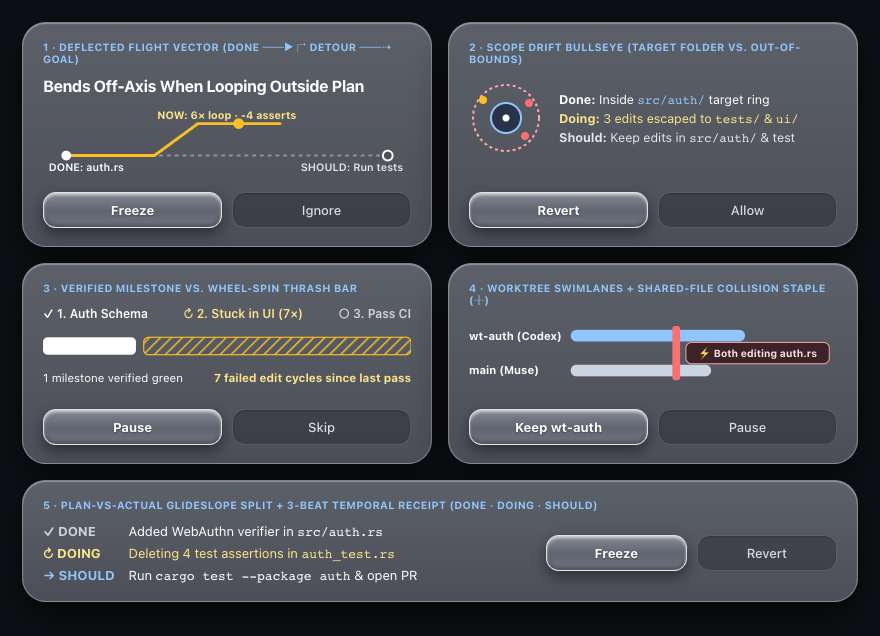 1 · DEFLECTED FLIGHT VECTOR (DONE ──▶ ┌╴ DETOUR ──⇢
GOAL)
Bends Off-Axis When Looping Outside Plan
NOW: 6× loop · -4 asserts
DONE: auth.rs
SHOULD: Run tests
Freeze
Ignore
2 · SCOPE DRIFT BULLSEYE (TARGET FOLDER VS. OUT-OF-
BOUNDS)
Done: Inside src/auth/ target ring
Doing: 3 edits escaped to tests/ & ui/
Should: Keep edits in src/auth/ & test
Revert
Allow
3 · VERIFIED MILESTONE VS. WHEEL-SPIN THRASH BAR
✓ 1. Auth Schema
↻ 2. Stuck in UI (7×)
○ 3. Pass CI
1 milestone verified green
7 failed edit cycles since last pass
Pause
Skip
4 · WORKTREE SWIMLANES + SHARED-FILE COLLISION STAPLE
(┼)
wt-auth (Codex)
⚡ Both editing auth.rs
main (Muse)
Keep wt-auth
Pause
5 · PLAN-VS-ACTUAL GLIDESLOPE SPLIT + 3-BEAT TEMPORAL RECEIPT (DONE · DOING · SHOULD)
✓ DONE Added WebAuthn verifier in src/auth.rs
↻ DOING Deleting 4 test assertions in auth_test.rs
→ SHOULD Run cargo test --package auth & open PR
Freeze
Revert